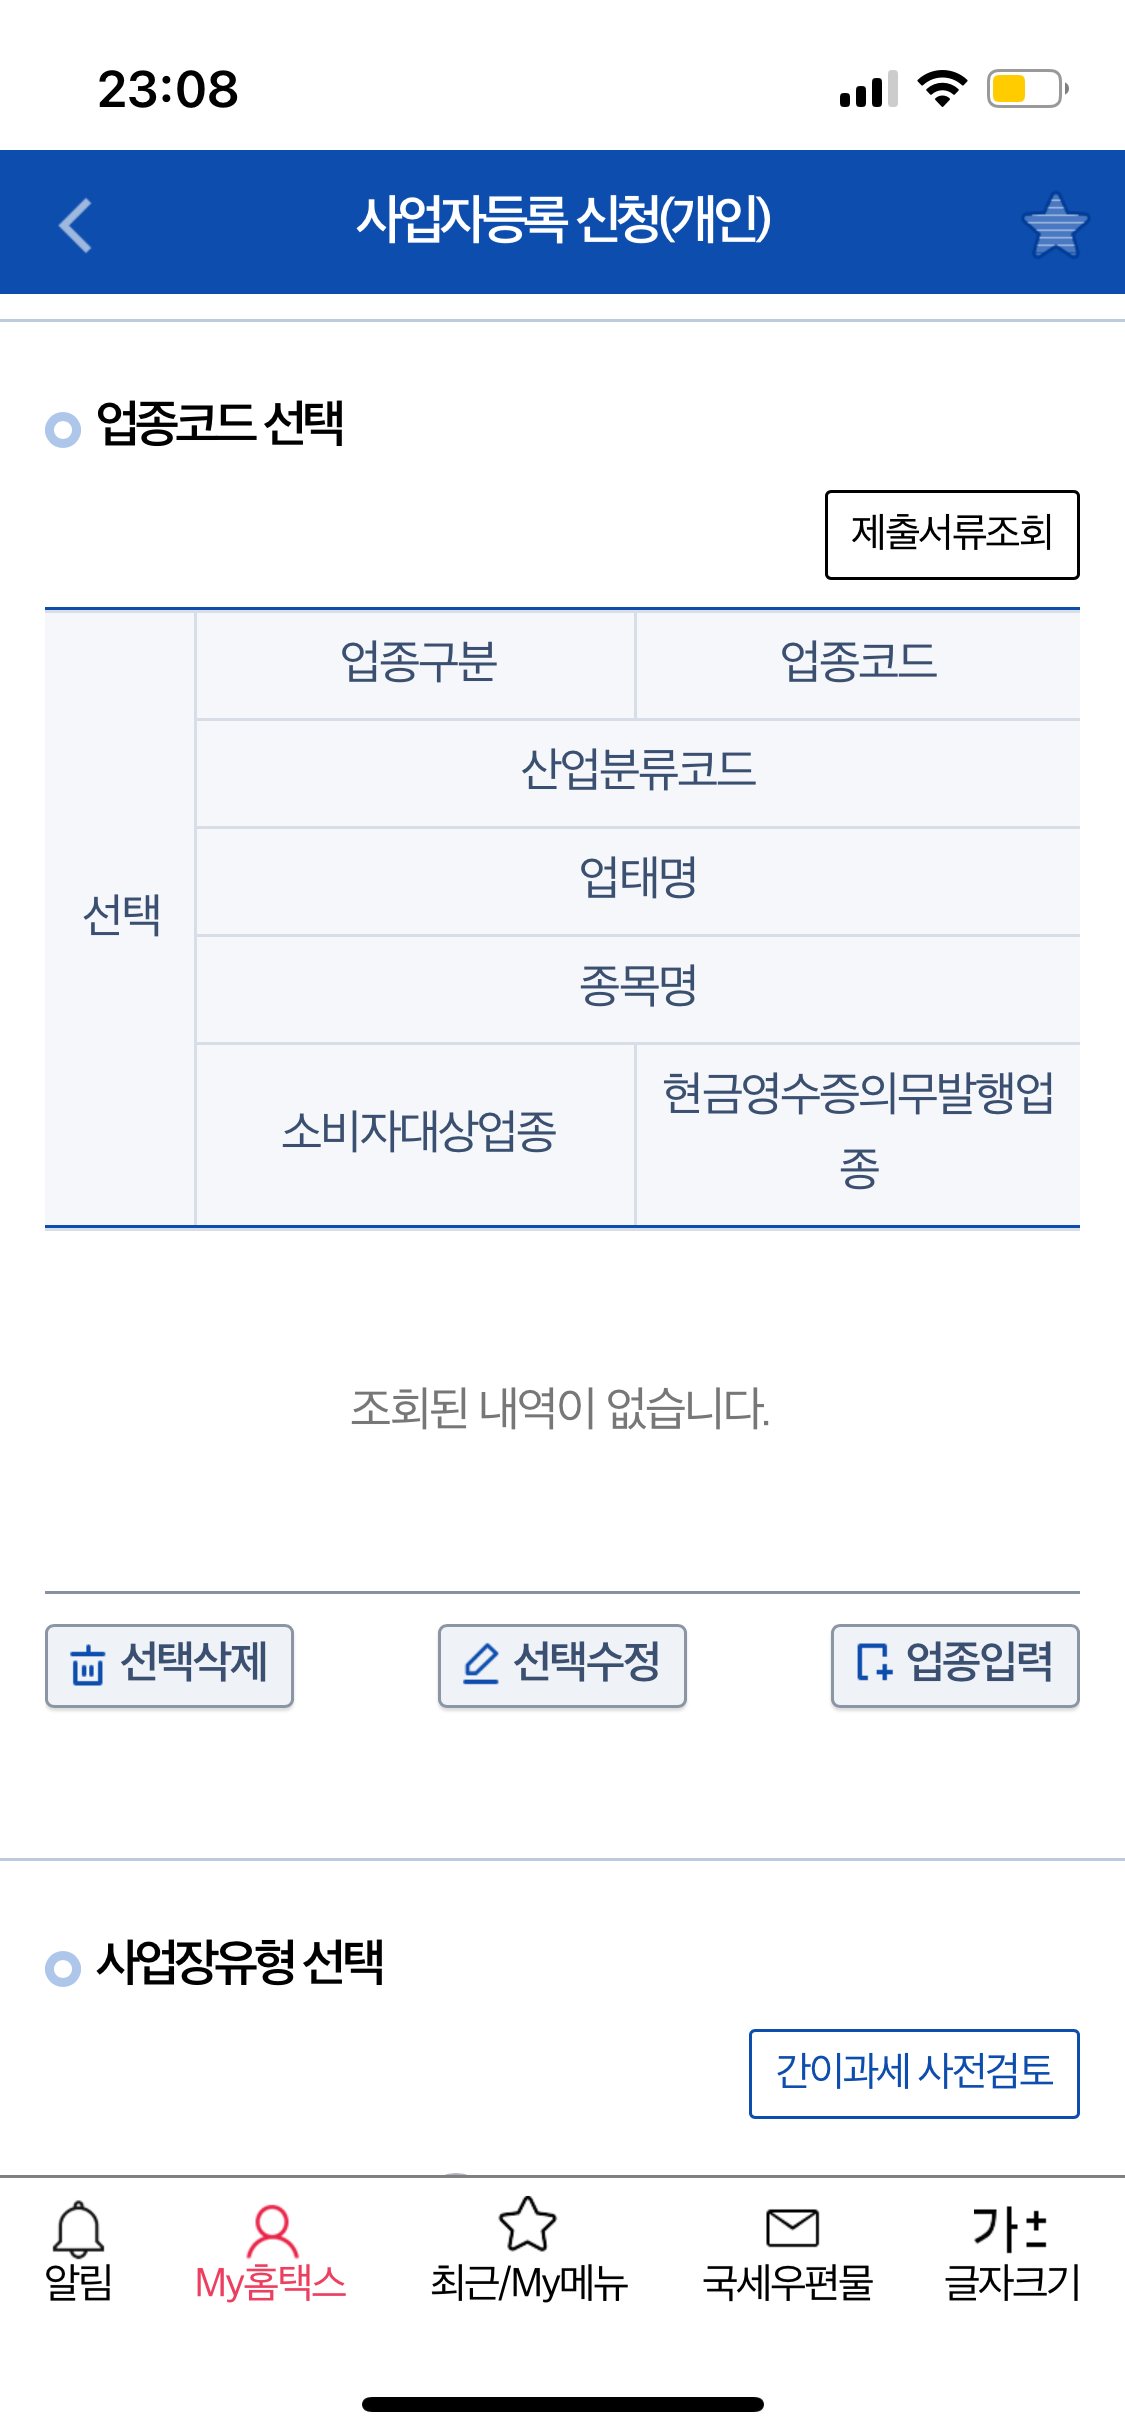 23:08
사업자등록 신청(개인)
업종코드 선택
제출서류조회
선택
업종구분
업종코드
산업분류코드
업태명
종목명
소비자대상업종
현금영수증의무발행업
종
조회된 내역이 없습니다.
선택삭제
선택수정
업종입력
사업장유형 선택
간이과세 사전검토
가±
알림
My홈택스
최근/My메뉴
국세우편물
글자크기